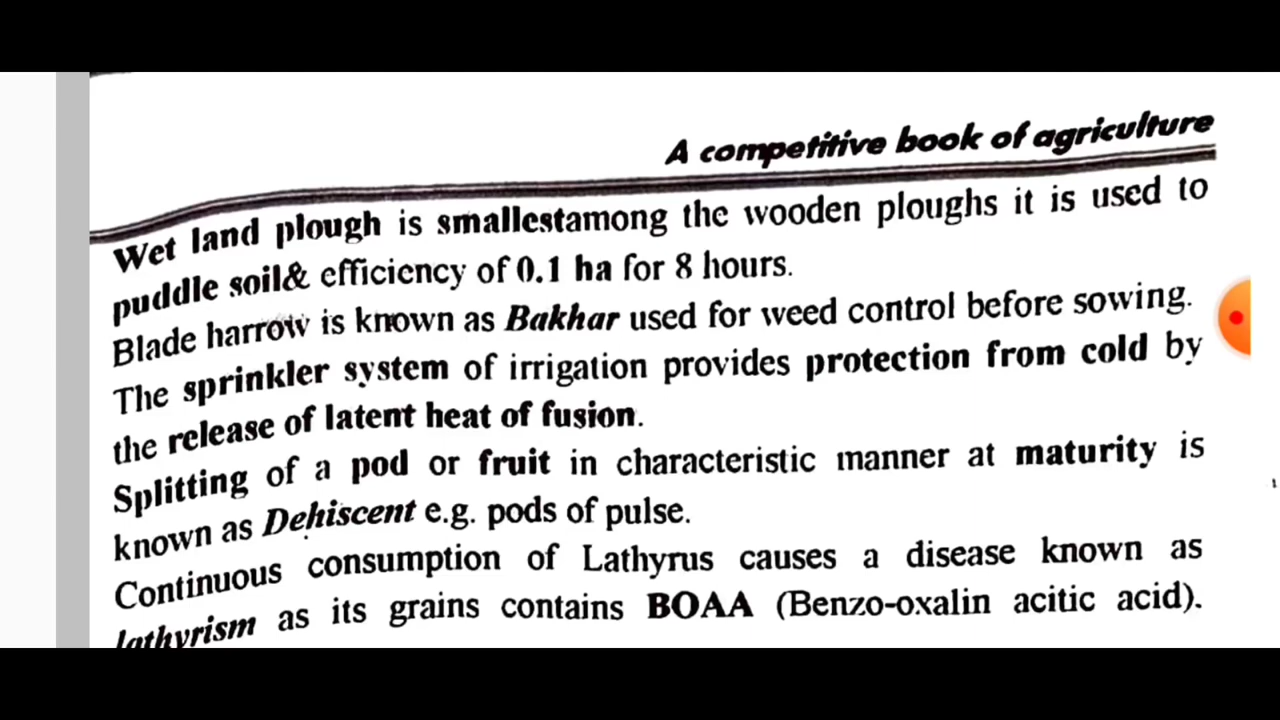 A competitive book of agriculture
Wet land plough is smallestamong the wooden ploughs it is used to
puddle soil& efficiency of 0.1 ha for 8 hours.
Blade harrow is known as Bakhar used for weed control before sowing.
The sprinkler system of irrigation provides protection from cold by
the release of latent heat of fusion.
Splitting of a pod or fruit in characteristic manner at maturity is
known as Dehiscent e.g. pods of pulse.
Continuous consumption of Lathyrus causes a disease known as
lathyrism as its grains contains BOAA (Benzo-oxalin acitic acid).